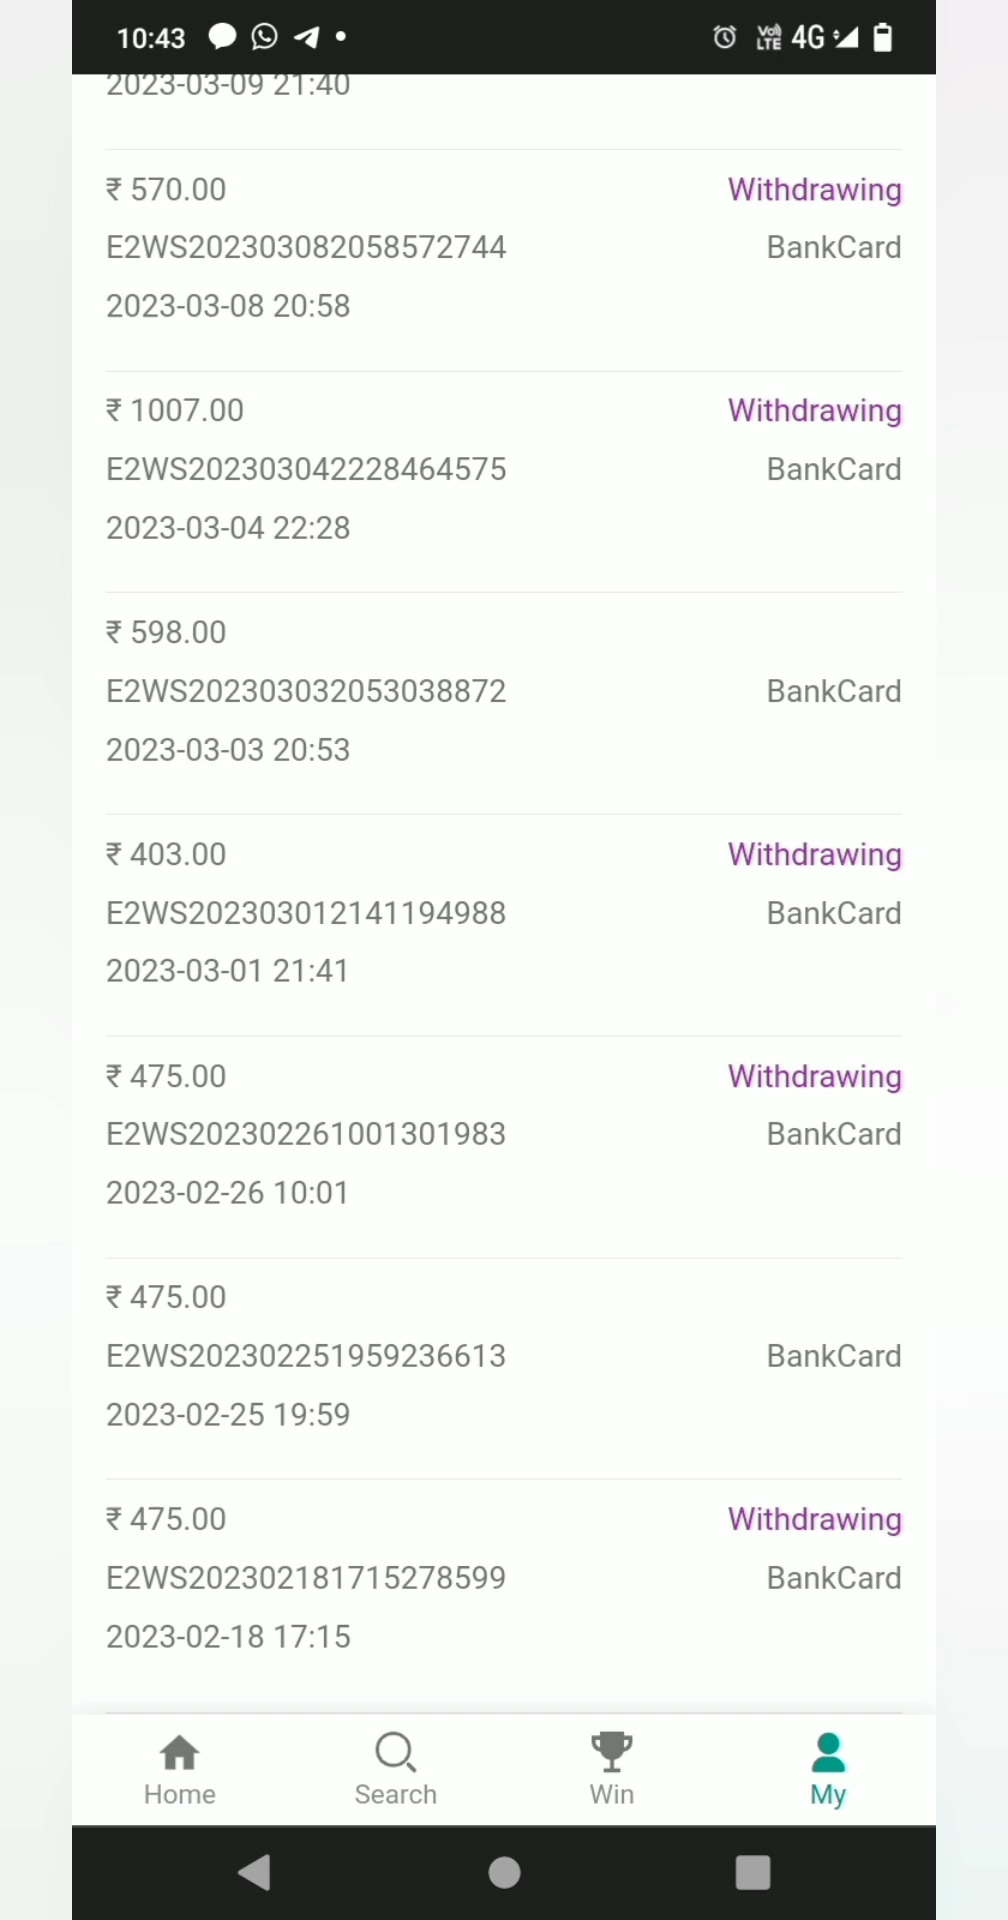 10:43 Vo) LTE 4G
2023-03-09 21:40
₹ 570.00 Withdrawing
E2WS202303082058572744 BankCard
2023-03-08 20:58
₹ 1007.00 Withdrawing
E2WS202303042228464575 BankCard
2023-03-04 22:28
₹ 598.00
E2WS202303032053038872 BankCard
2023-03-03 20:53
₹ 403.00 Withdrawing
E2WS202303012141194988 BankCard
2023-03-01 21:41
₹ 475.00 Withdrawing
E2WS202302261001301983 BankCard
2023-02-26 10:01
₹ 475.00
E2WS202302251959236613 BankCard
2023-02-25 19:59
₹ 475.00 Withdrawing
E2WS202302181715278599 BankCard
2023-02-18 17:15
Home Search Win My